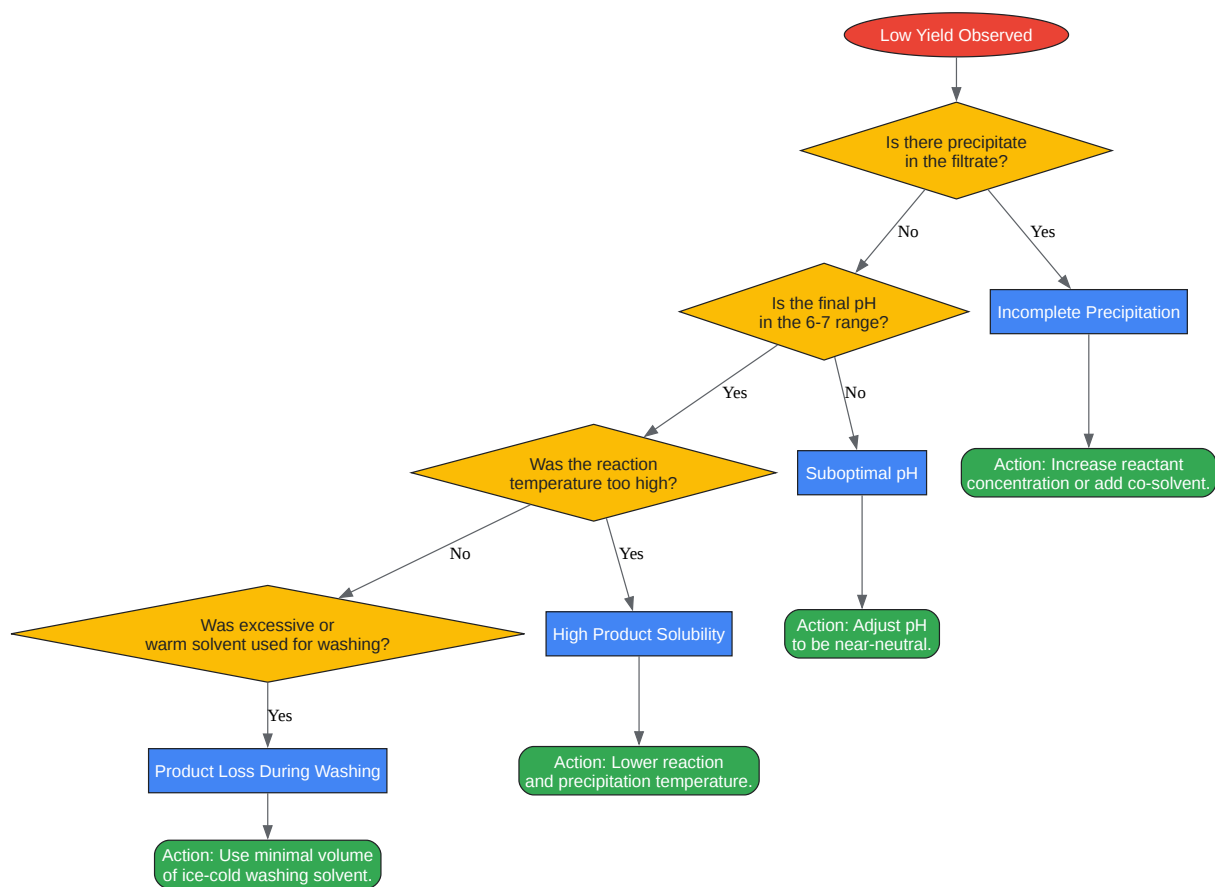 Low Yield Observed
Is there precipitate
in the filtrate?
No
Yes
Is the final pH
in the 6-7 range?
Incomplete Precipitation
Yes
No
Was the reaction
temperature too high?
Suboptimal pH
Action: Increase reactant
concentration or add co-solvent.
No
Yes
Was excessive or
warm solvent used for washing?
High Product Solubility
Action: Adjust pH
to be near-neutral.
Yes
Product Loss During Washing
Action: Lower reaction
and precipitation temperature.
Action: Use minimal volume
of ice-cold washing solvent.